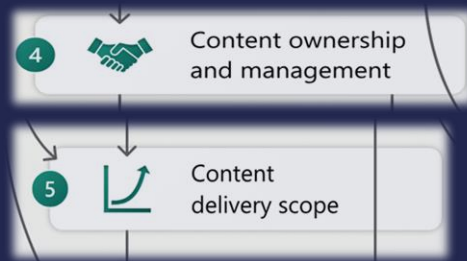 4
Content ownership
and management
5
Content
delivery scope